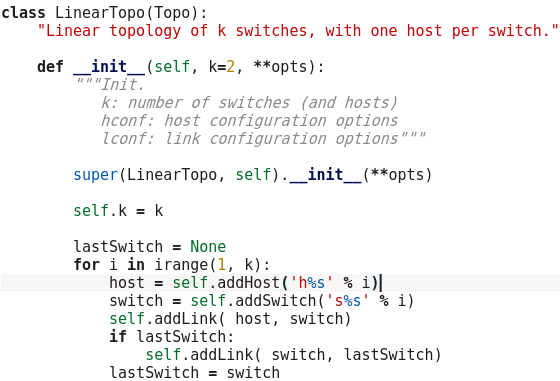 class LinearTopo(Topo):
    "Linear topology of k switches, with one host per switch."

    def __init__(self, k=2, **opts):
        """Init.
           k: number of switches (and hosts)
           hconf: host configuration options
           lconf: link configuration options"""

        super(LinearTopo, self).__init__(**opts)

        self.k = k

        lastSwitch = None
        for i in irange(1, k):
            host = self.addHost('h%s' % i)
            switch = self.addSwitch('s%s' % i)
            self.addLink( host, switch)
            if lastSwitch:
                self.addLink( switch, lastSwitch)
            lastSwitch = switch